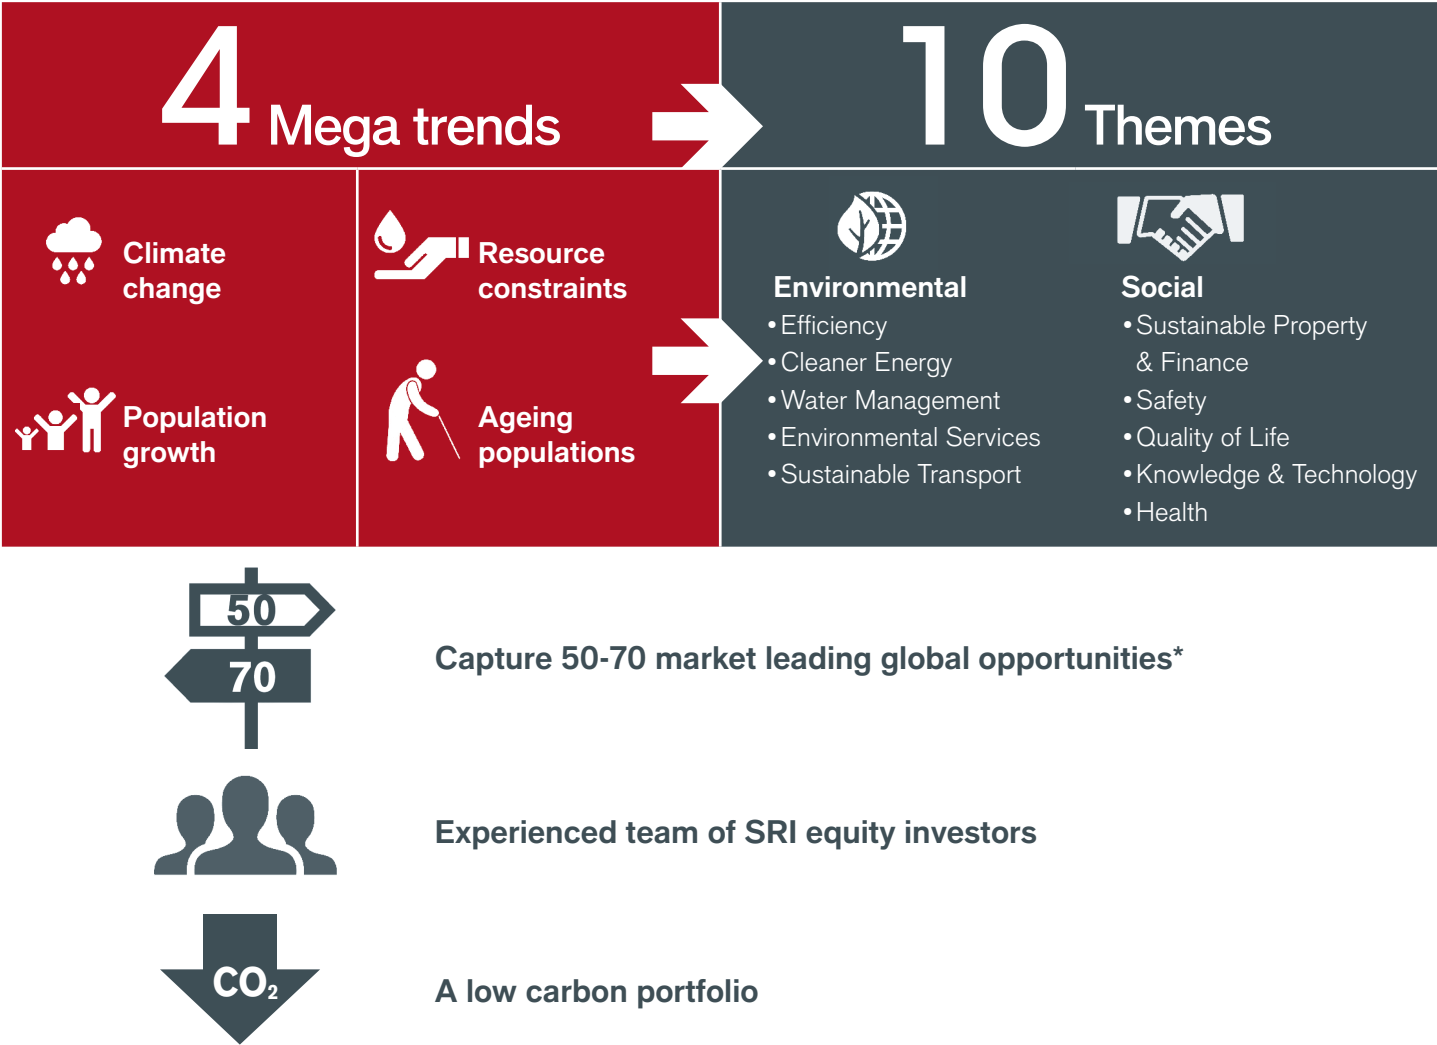 4 Mega trends
10 Themes
Climate
change
Resource
constraints
Population
growth
Ageing
populations
Environmental
• Efficiency
• Cleaner Energy
• Water Management
• Environmental Services
• Sustainable Transport
Social
• Sustainable Property
& Finance
• Safety
• Quality of Life
• Knowledge & Technology
• Health
50
70
Capture 50-70 market leading global opportunities*
Experienced team of SRI equity investors
CO₂
A low carbon portfolio